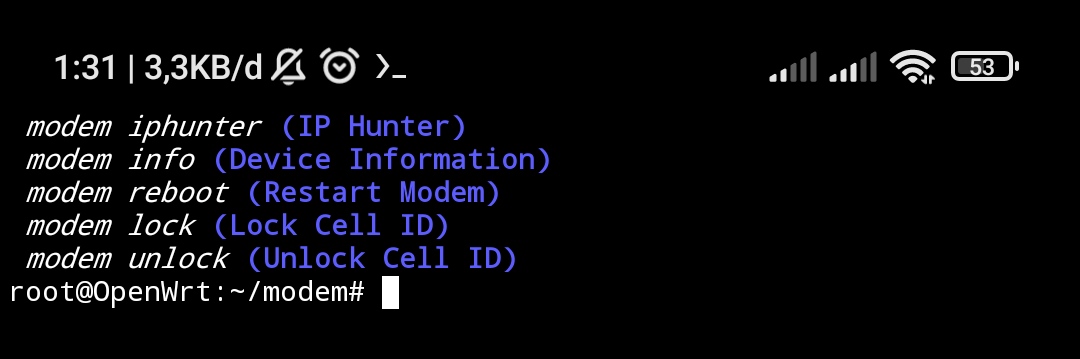 1:31 | 3,3KB/d >_ 53
modem iphunter (IP Hunter)
modem info (Device Information)
modem reboot (Restart Modem)
modem lock (Lock Cell ID)
modem unlock (Unlock Cell ID)
root@OpenWrt:~/modem#